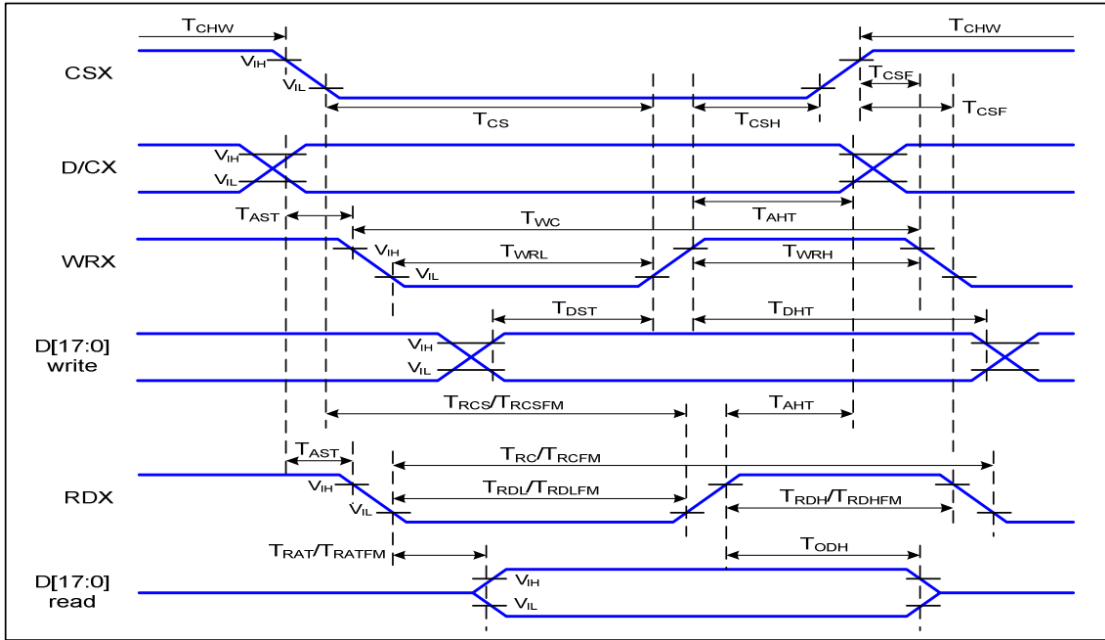 TCHW TCHW
CSX VIH VIL TCSF
TCS TCSH TCSF
D/CX VIH VIL
TAST TWC TAHT
WRX VIH VIL TWRL TWRH
TDST TDHT
D[17:0] write VIH VIL
TRCS/TRCSFM TAHT
TAST TRC/TRCFM
RDX VIH VIL TRDL/TRDLFM TRDH/TRDHFM
TRAT/TRATFM TODH
D[17:0] read VIH VIL